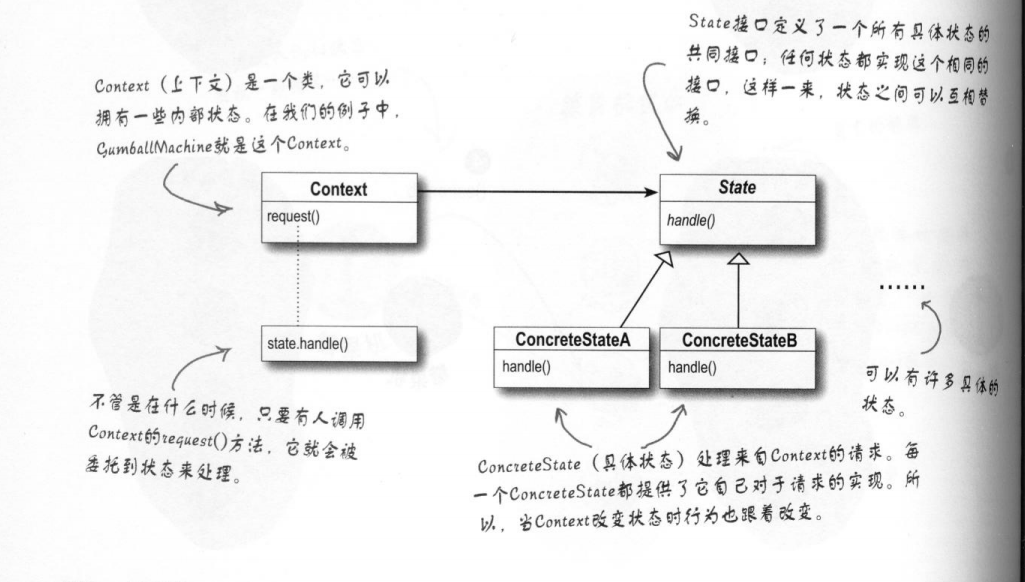 State接口定义了一个所有具体状态的
共同接口；任何状态都实现这个相同的
接口，这样一来，状态之间可以互相替
换。
Context（上下文）是一个类，它可以
拥有一些内部状态。在我们的例子中，
GumballMachine就是这个Context。
Context
request()
State
handle()
state.handle()
ConcreteStateA
handle()
ConcreteStateB
handle()
......
可以有许多具体的
状态。
不管是在什么时候，只要有人调用
Context的request()方法，它就会被
委托到状态来处理。
ConcreteState（具体状态）处理来自Context的请求。每
一个ConcreteState都提供了它自己对于请求的实现。所
以，当Context改变状态时行为也跟着改变。